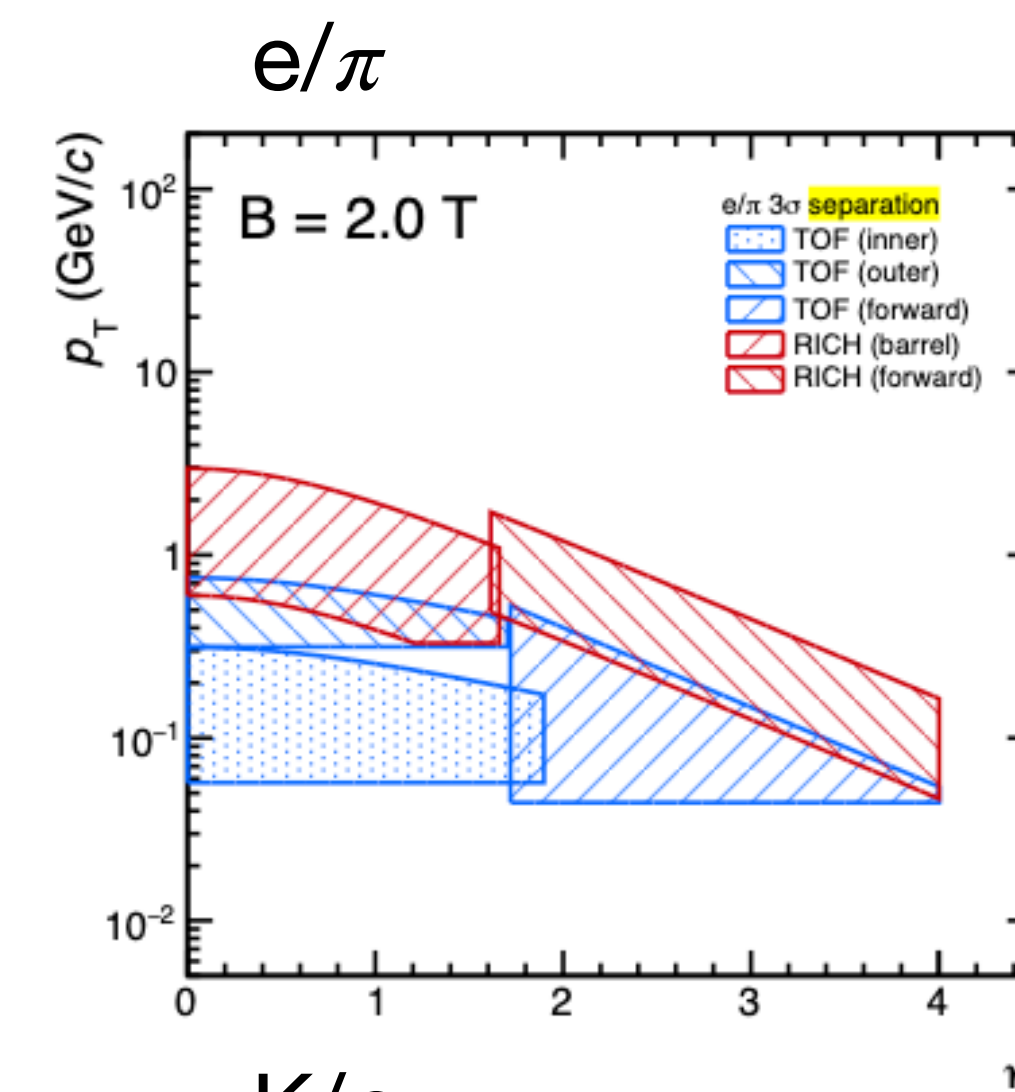 e/π
p_T (GeV/c)
10²
B = 2.0 T
e/π 3σ separation
TOF (inner)
TOF (outer)
TOF (forward)
RICH (barrel)
RICH (forward)
10
1
10⁻¹
10⁻²
0 1 2 3 4